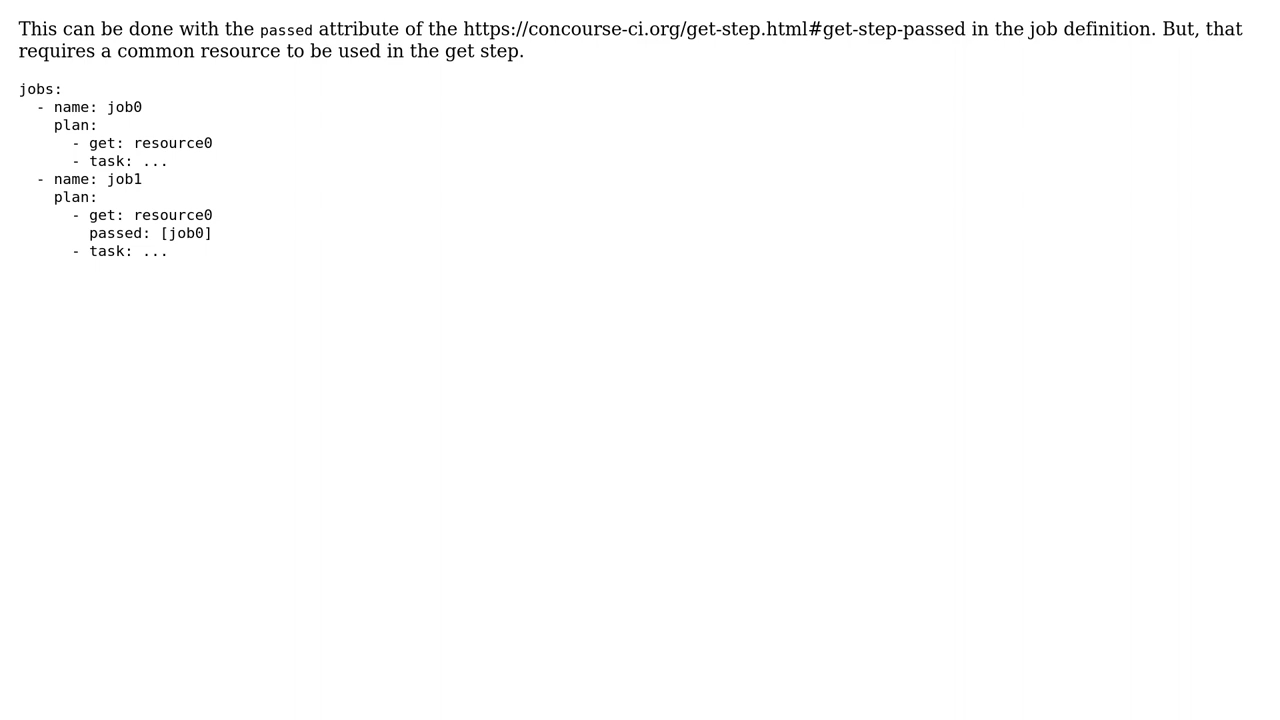 This can be done with the passed attribute of the https://concourse-ci.org/get-step.html#get-step-passed in the job definition. But, that
requires a common resource to be used in the get step.
jobs:
  - name: job0
    plan:
      - get: resource0
      - task: ...
  - name: job1
    plan:
      - get: resource0
        passed: [job0]
      - task: ...